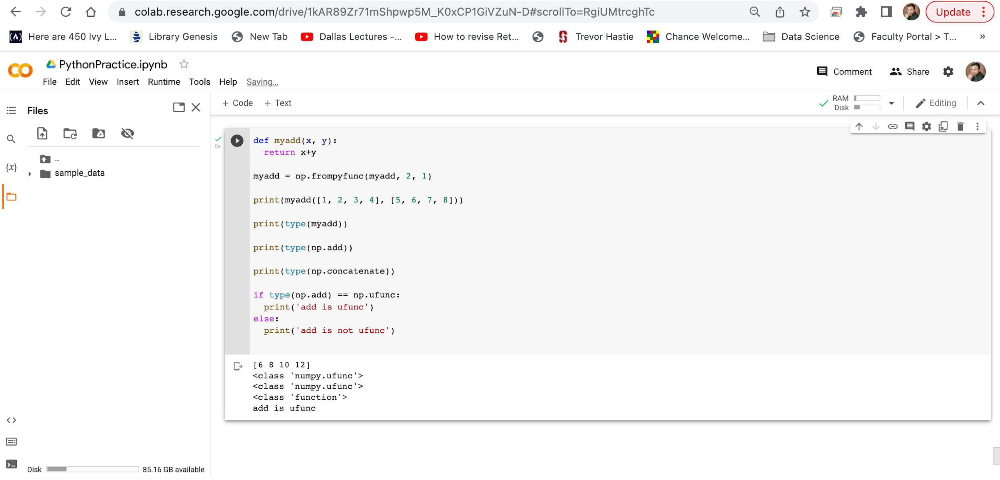 colab.research.google.com/drive/1kAR89Zr71mShpwp5M_K0xCP1GiVZuN-D#scrollTo=RgiUMtrcghTc
Update
Here are 450 Ivy L...
Library Genesis
New Tab
Dallas Lectures -...
How to revise Ret...
Trevor Hastie
Chance Welcome...
Data Science
Faculty Portal > T...
»
PythonPractice.ipynb
File Edit View Insert Runtime Tools Help Saving...
Comment
Share
Files
+ Code + Text
RAM
Disk
Editing
..
sample_data
{x}
0s
def myadd(x, y):
  return x+y
myadd = np.frompyfunc(myadd, 2, 1)
print(myadd([1, 2, 3, 4], [5, 6, 7, 8]))
print(type(myadd))
print(type(np.add))
print(type(np.concatenate))
if type(np.add) == np.ufunc:
  print('add is ufunc')
else:
  print('add is not ufunc')
[6 8 10 12]
<class 'numpy.ufunc'>
<class 'numpy.ufunc'>
<class 'function'>
add is ufunc
Disk
85.16 GB available